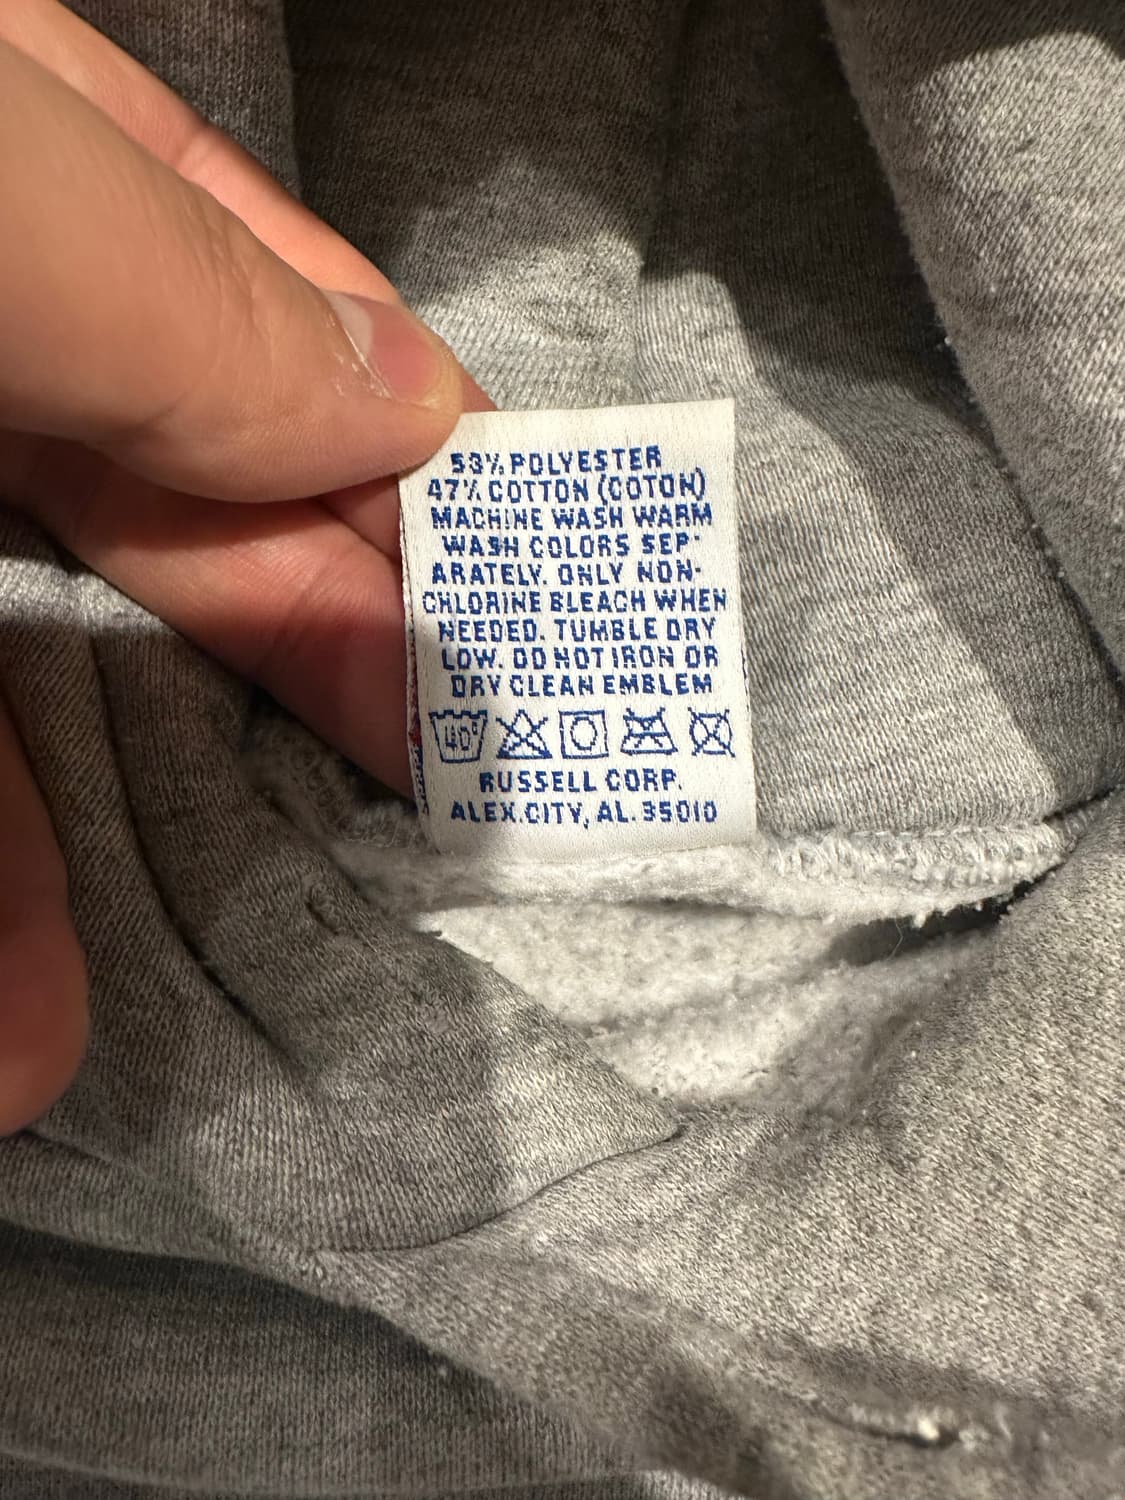 53% POLYESTER
47% COTTON (COTON)
MACHINE WASH WARM
WASH COLORS SEP-
ARATELY. ONLY NON-
CHLORINE BLEACH WHEN
NEEDED. TUMBLE DRY
LOW. DO NOT IRON OR
DRY CLEAN EMBLEM
40°
RUSSELL CORP.
ALEX.CITY, AL. 35010